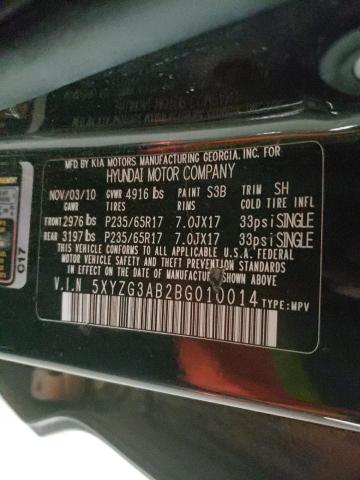 MFG. BY KIA MOTORS MANUFACTURING GEORGIA, INC. FOR
HYUNDAI MOTOR COMPANY
NOV/03/10 GVWR 4916 lbs PAINT S3B TRIM SH
GAWR TIRES RIMS COLD TIRE INFL
FRONT 2976 lbs P235/65R17 7.0JX17 33psi SINGLE
REAR 3197 lbs P235/65R17 7.0JX17 33psi SINGLE
THIS VEHICLE CONFORMS TO ALL APPLICABLE U.S.A. FEDERAL
MOTOR VEHICLE SAFETY, BUMPER,
AND THEFT PREVENTION STANDARDS
IN EFFECT ON THE DATE OF MANUFACTURE SHOWN ABOVE
V.I.N 5XYZG3AB2BG010014 TYPE: MPV
C17